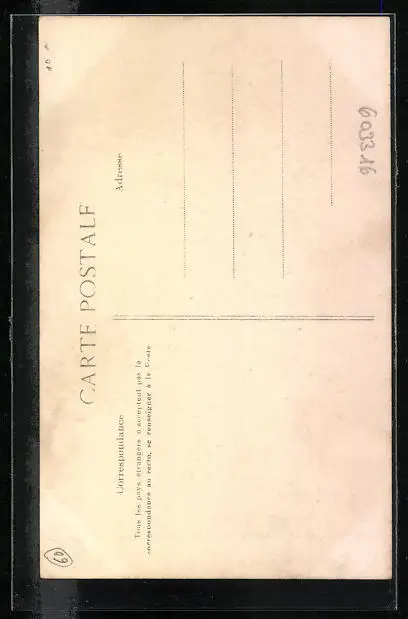 CARTE POSTALE
Correspondance
Tous les pays étrangers n'acceptent pas la
correspondance au recto, se renseigner à la Poste
Adresse
603316
60
10